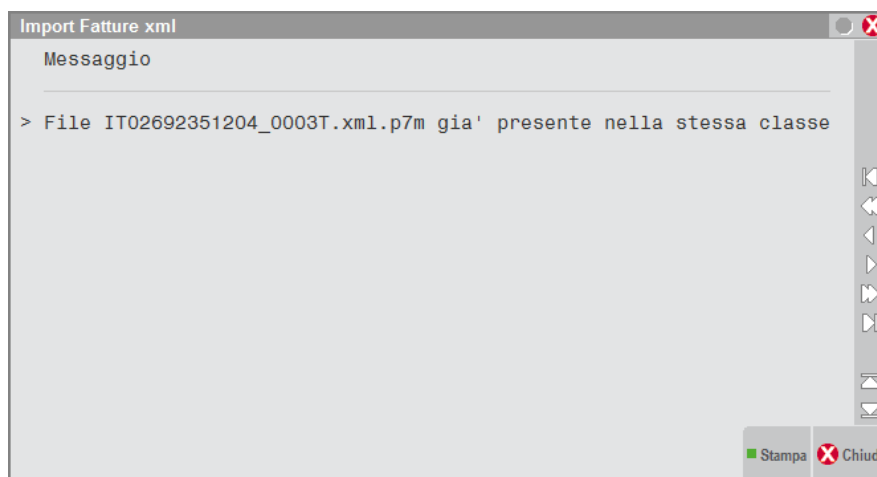 Import Fatture xml
Messaggio
> File IT02692351204_0003T.xml.p7m gia' presente nella stessa classe
Stampa Chiud